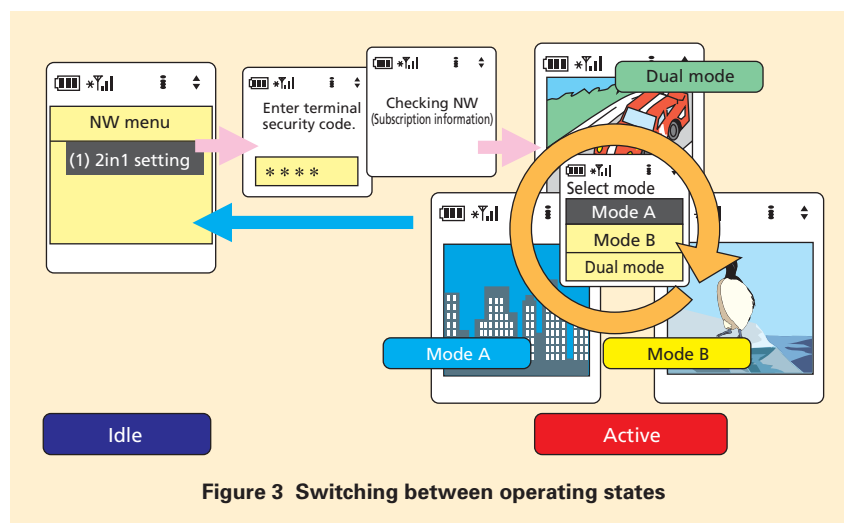 NW menu
(1) 2in1 setting
Enter terminal
security code.
****
Checking NW
(Subscription information)
Dual mode
Select mode
Mode A
Mode B
Dual mode
Mode A
Mode B
Idle
Active
Figure 3 Switching between operating states